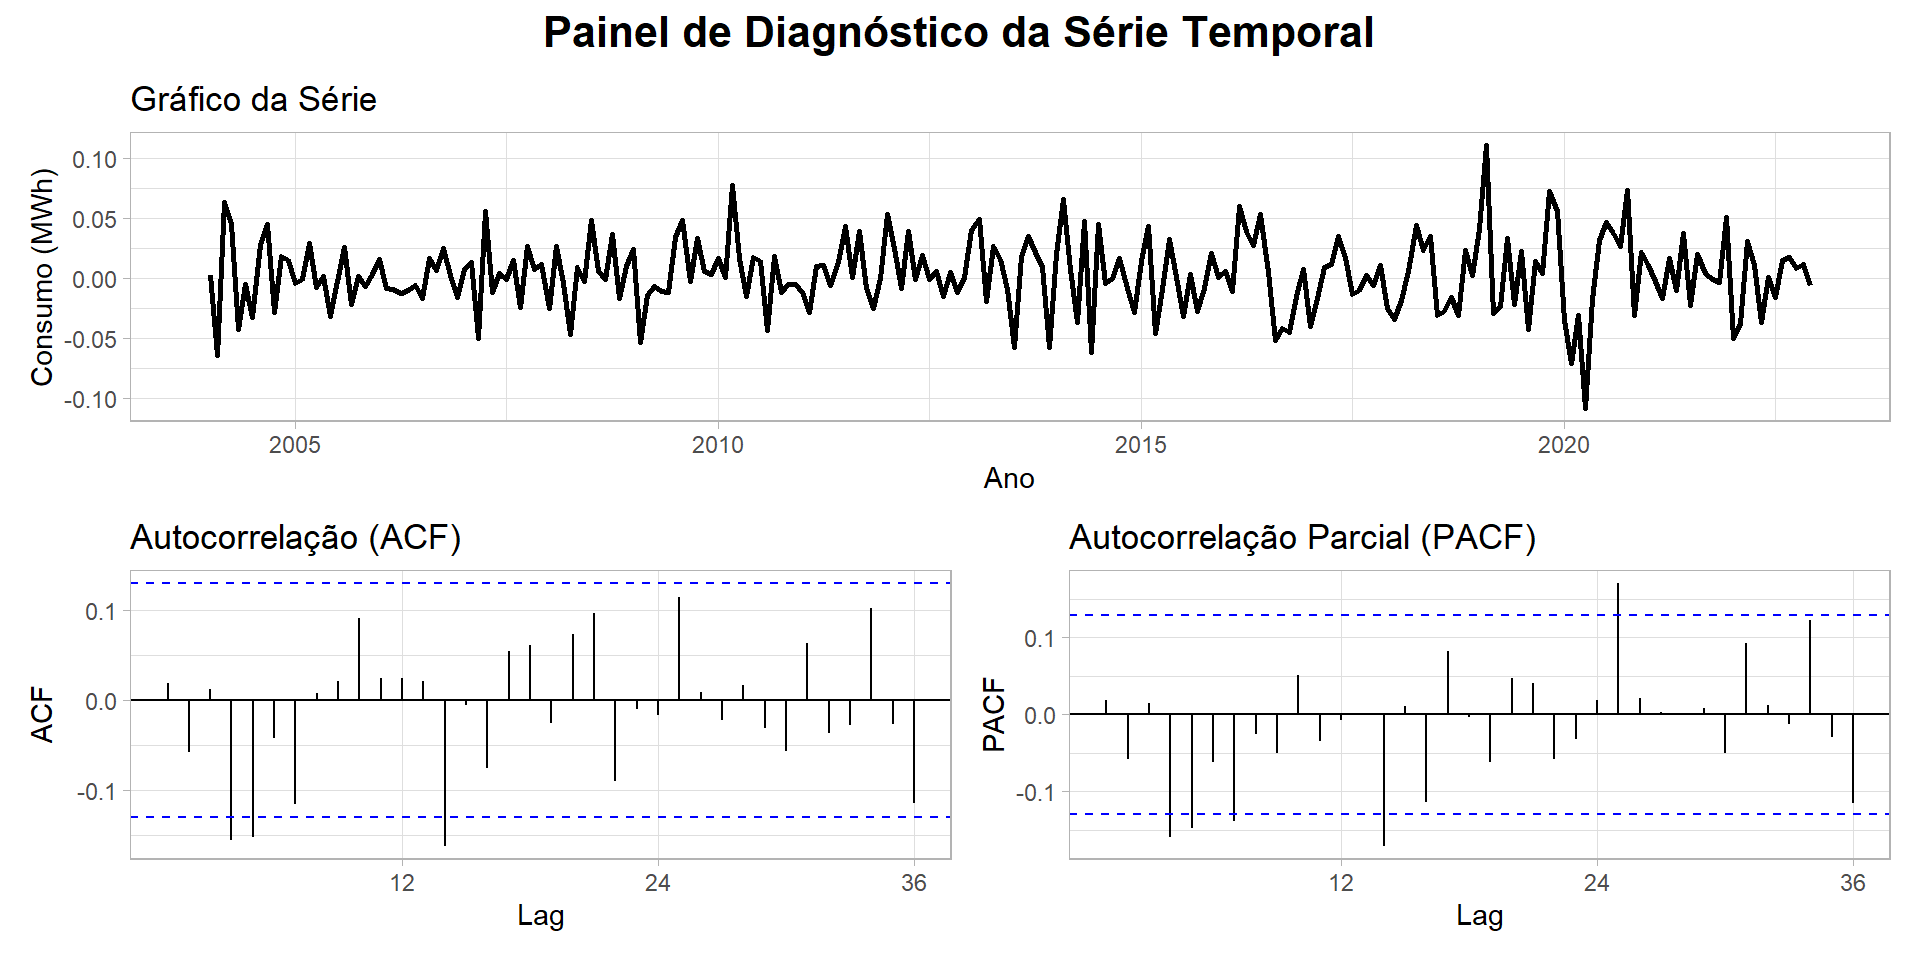 Painel de Diagnóstico da Série Temporal
Gráfico da Série
Consumo (MWh)
0.10
0.05
0.00
-0.05
-0.10
2005 2010 2015 2020
Ano
Autocorrelação (ACF)
ACF
0.1
0.0
-0.1
12 24 36
Lag
Autocorrelação Parcial (PACF)
PACF
0.1
0.0
-0.1
12 24 36
Lag